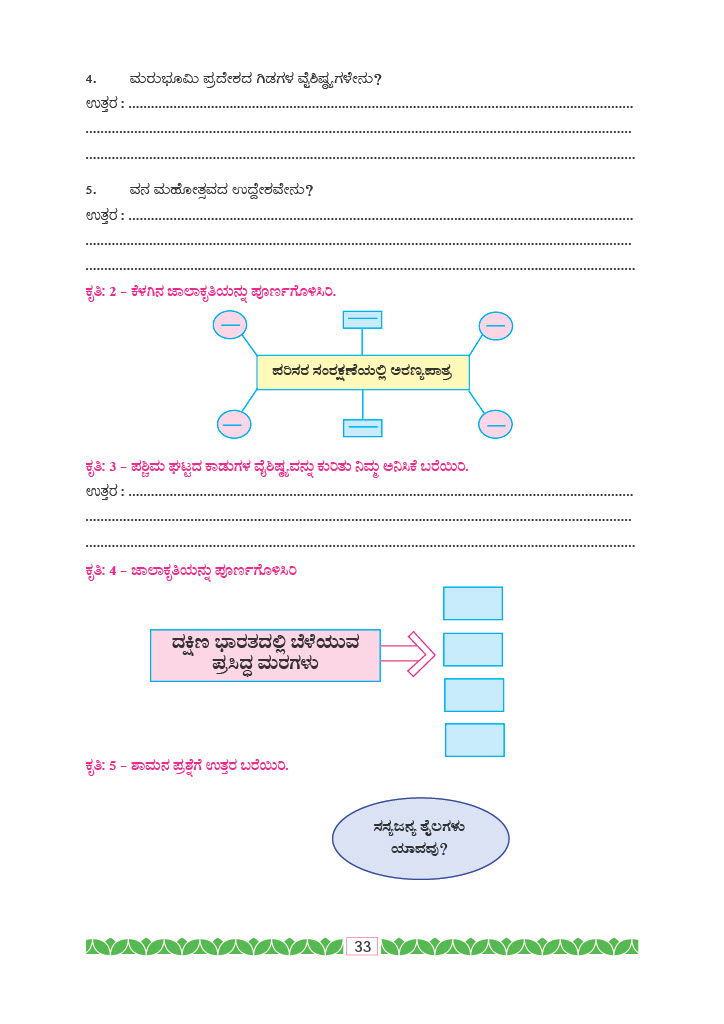 4. ಮರುಭೂಮಿ ಪ್ರದೇಶದ ಗಿಡಗಳ ವೈಶಿಷ್ಠ್ಯಗಳೇನು?
ಉತ್ತರ : ........................................................................
........................................................................
........................................................................
5. ವನ ಮಹೋತ್ಸವದ ಉದ್ದೇಶವೇನು?
ಉತ್ತರ : ........................................................................
........................................................................
........................................................................
ಕೃತಿ: 2 – ಕೆಳಗಿನ ಜಾಲಾಕೃತಿಯನ್ನು ಪೂರ್ಣಗೊಳಿಸಿರಿ.
ಪರಿಸರ ಸಂರಕ್ಷಣೆಯಲ್ಲಿ ಅರಣ್ಯಪಾತ್ರ
ಕೃತಿ: 3 – ಪಶ್ಚಿಮ ಘಟ್ಟದ ಕಾಡುಗಳ ವೈಶಿಷ್ಠ್ಯವನ್ನು ಕುರಿತು ನಿಮ್ಮ ಅನಿಸಿಕೆ ಬರೆಯಿರಿ.
ಉತ್ತರ : ........................................................................
........................................................................
........................................................................
ಕೃತಿ: 4 – ಜಾಲಾಕೃತಿಯನ್ನು ಪೂರ್ಣಗೊಳಿಸಿರಿ
ದಕ್ಷಿಣ ಭಾರತದಲ್ಲಿ ಬೆಳೆಯುವ
ಪ್ರಸಿದ್ಧ ಮರಗಳು
ಕೃತಿ: 5 – ಶಾಮನ ಪ್ರಶ್ನೆಗೆ ಉತ್ತರ ಬರೆಯಿರಿ.
ಸಸ್ಯಜನ್ಯ ತೈಲಗಳು
ಯಾವವು?
33